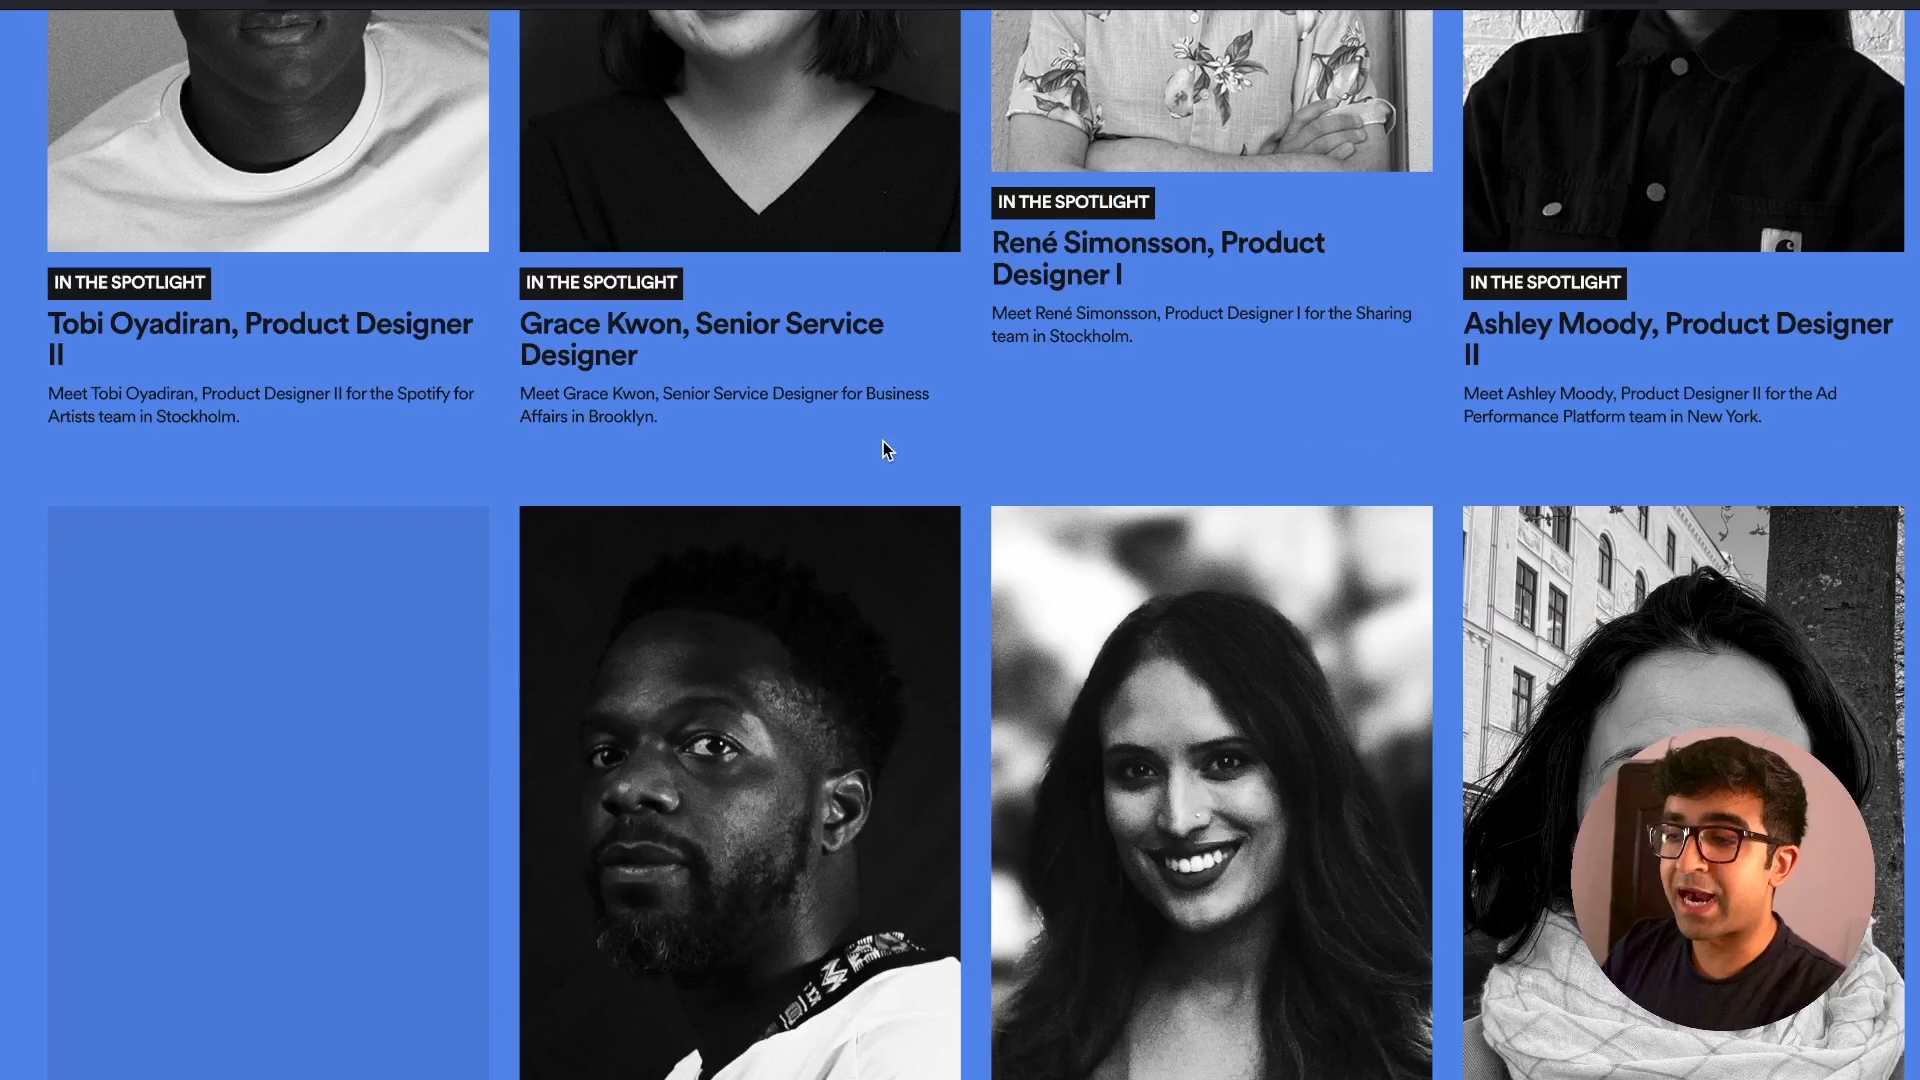 IN THE SPOTLIGHT
Tobi Oyadiran, Product Designer
II
Meet Tobi Oyadiran, Product Designer II for the Spotify for
Artists team in Stockholm.
IN THE SPOTLIGHT
Grace Kwon, Senior Service
Designer
Meet Grace Kwon, Senior Service Designer for Business
Affairs in Brooklyn.
IN THE SPOTLIGHT
René Simonsson, Product
Designer I
Meet René Simonsson, Product Designer I for the Sharing
team in Stockholm.
IN THE SPOTLIGHT
Ashley Moody, Product Designer
II
Meet Ashley Moody, Product Designer II for the Ad
Performance Platform team in New York.